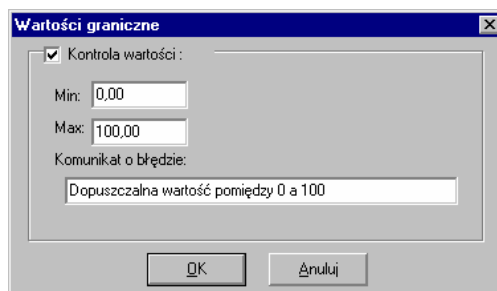 Wartości graniczne
Kontrola wartości :
Min: 0,00
Max: 100,00
Komunikat o błędzie:
Dopuszczalna wartość pomiędzy 0 a 100
OK Anuluj